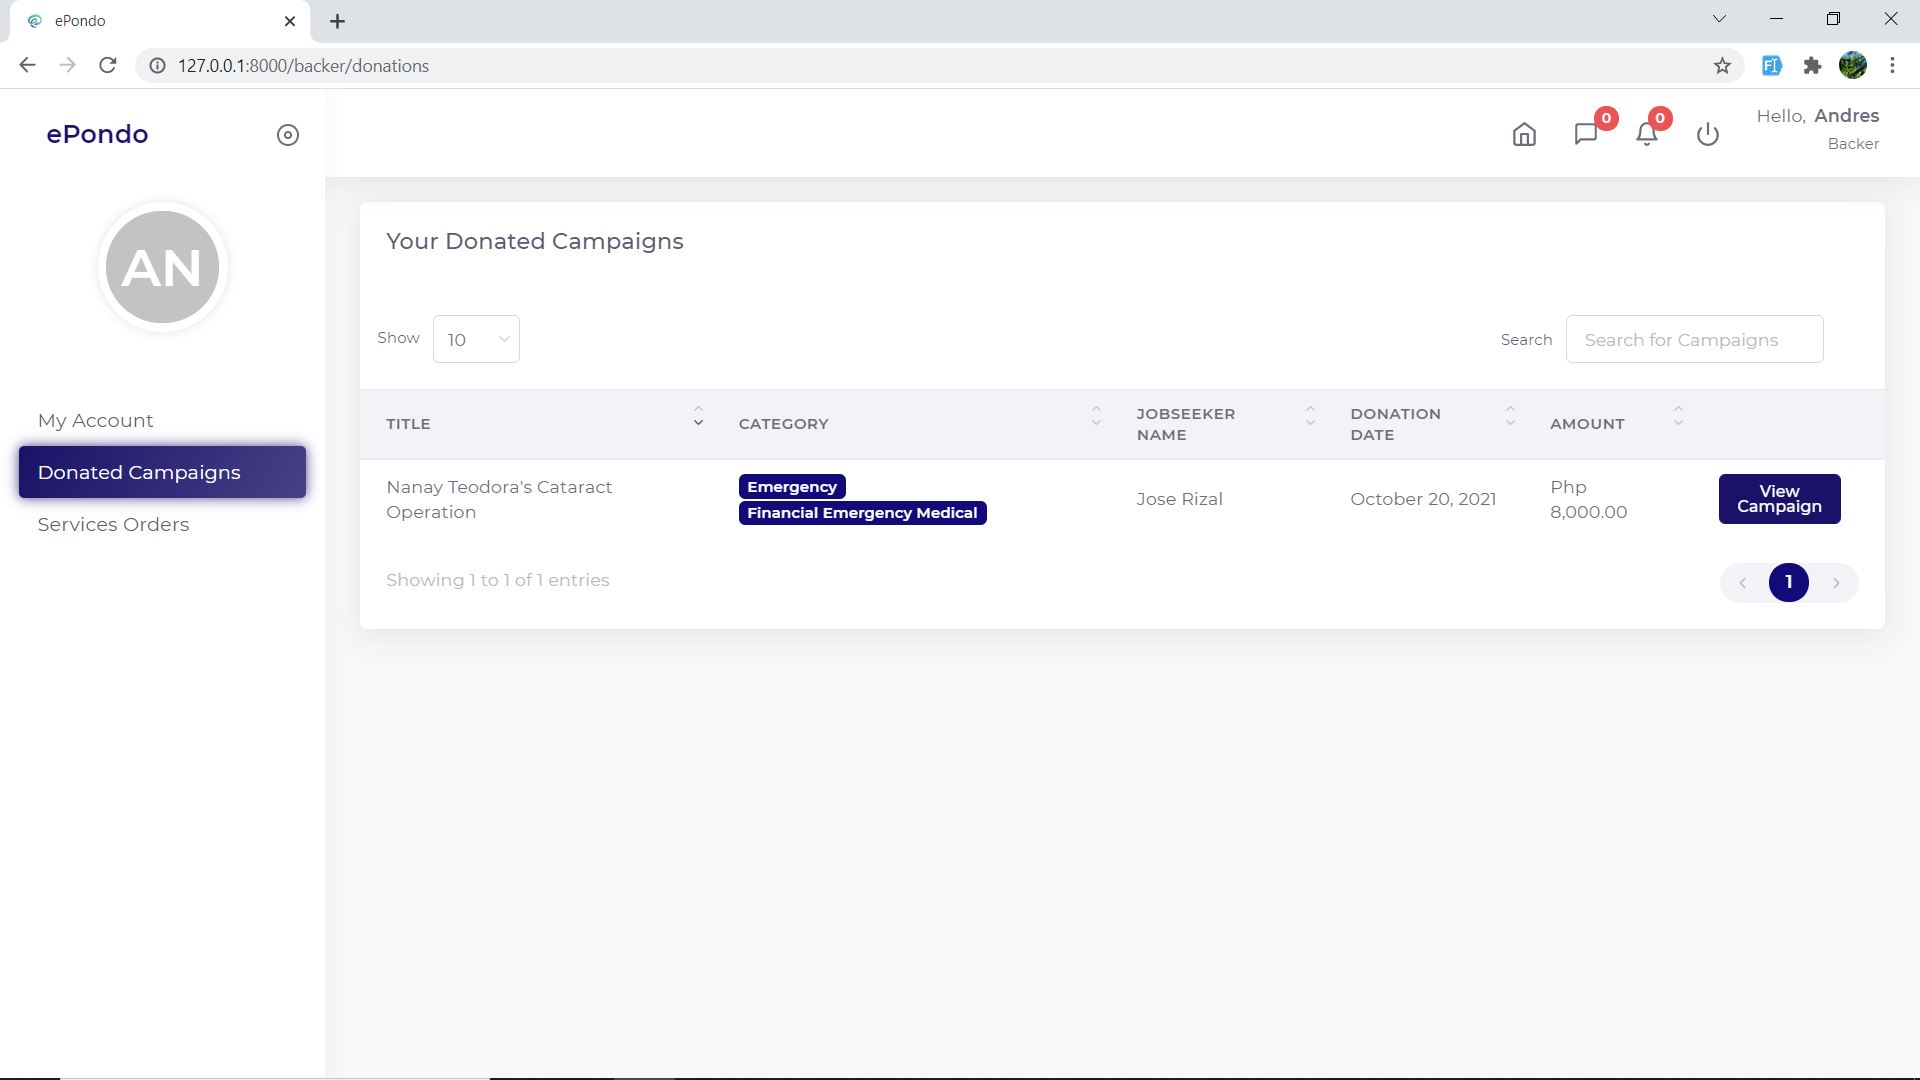 ePondo
127.0.0.1:8000/backer/donations
ePondo
0
0
Hello, Andres
Backer
AN
My Account
Donated Campaigns
Services Orders
Your Donated Campaigns
Show 10
Search Search for Campaigns
TITLE CATEGORY JOBSEEKER NAME DONATION DATE AMOUNT
Nanay Teodora's Cataract
Operation
Emergency
Financial Emergency Medical
Jose Rizal
October 20, 2021
Php
8,000.00
View
Campaign
Showing 1 to 1 of 1 entries
1